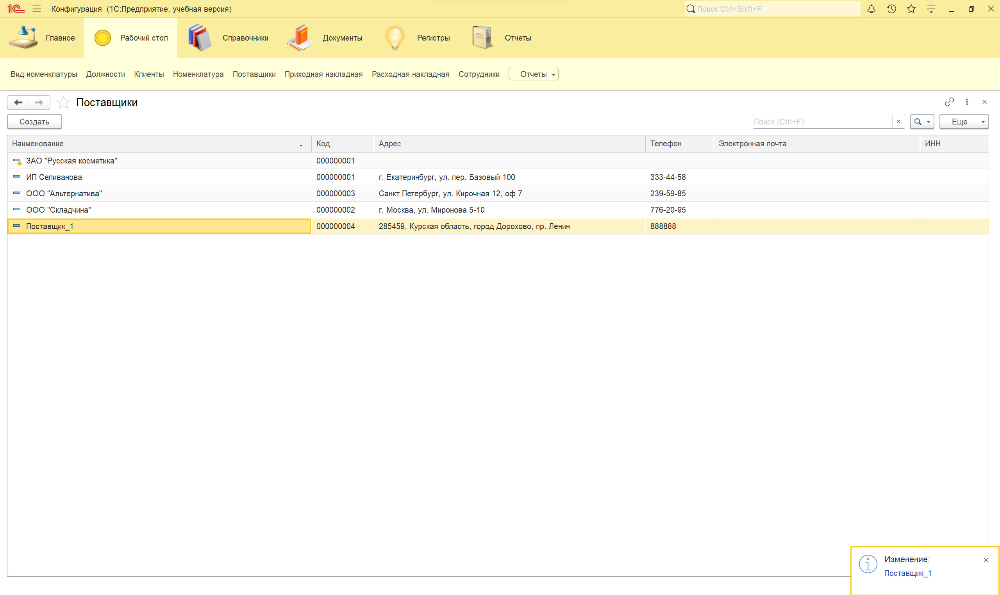 1С Конфигурация (1С:Предприятие, учебная версия) Поиск Ctrl+Shift+F
Главное Рабочий стол Справочники Документы Регистры Отчеты
Вид номенклатуры Должности Клиенты Номенклатура Поставщики Приходная накладная Расходная накладная Сотрудники Отчеты
Поставщики
Создать Поиск (Ctrl+F) × Еще
Наименование ↓ Код Адрес Телефон Электронная почта ИНН
ЗАО "Русская косметика" 000000001
ИП Селиванова 000000001 г. Екатеринбург, ул. пер. Базовый 100 333-44-58
ООО "Альтернатива" 000000003 Санкт Петербург, ул. Кирочная 12, оф 7 239-59-85
ООО "Складчина" 000000002 г. Москва, ул. Миронова 5-10 776-20-95
Поставщик_1 000000004 285459, Курская область, город Дорохово, пр. Ленин 888888
Изменение:
Поставщик_1